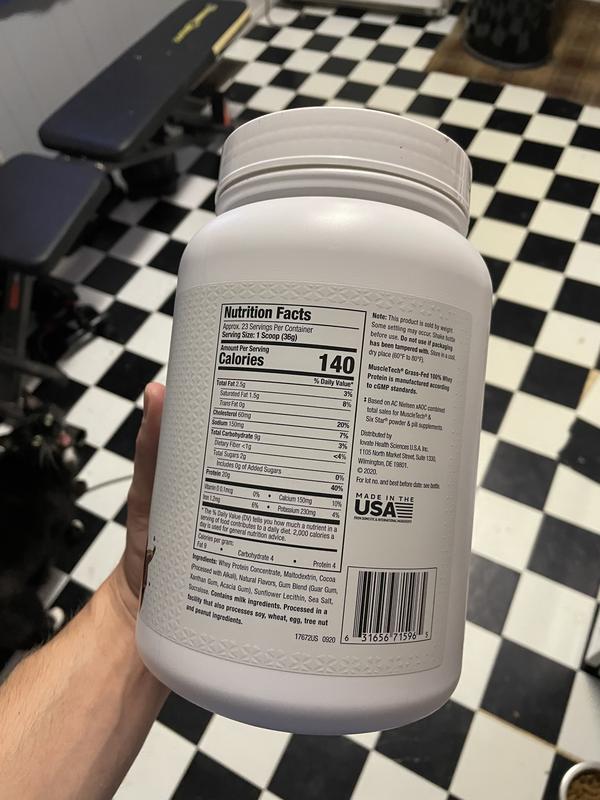 Nutrition Facts
Approx. 23 Servings Per Container
Serving Size: 1 Scoop (36g)
Amount Per Serving
Calories 140
% Daily Value*
Total Fat 2.5g 3%
Saturated Fat 1.5g 8%
Trans Fat 0g
Cholesterol 60mg 20%
Sodium 150mg 7%
Total Carbohydrate 9g 3%
Dietary Fiber <1g <4%
Total Sugars 2g
Includes 0g of Added Sugars 0%
Protein 20g 40%
Vitamin D 0.1mcg 0% • Calcium 150mg 10%
Iron 1.2mg 6% • Potassium 230mg 4%
* The % Daily Value (DV) tells you how much a nutrient in a
serving of food contributes to a daily diet. 2,000 calories a
day is used for general nutrition advice.
Calories per gram:
Fat 9 • Carbohydrate 4 • Protein 4
Ingredients: Whey Protein Concentrate, Maltodextrin, Cocoa
(Processed with Alkali), Natural Flavors, Gum Blend (Guar Gum,
Xanthan Gum, Acacia Gum), Sunflower Lecithin, Sea Salt,
Sucralose. Contains milk ingredients. Processed in a
facility that also processes soy, wheat, egg, tree nut
and peanut ingredients.
17672US 0920
Note: This product is sold by weight.
Some settling may occur. Shake bottle
before use. Do not use if packaging
has been tampered with. Store in a cool,
dry place (60°F to 80°F).
MuscleTech® Grass-Fed 100% Whey
Protein is manufactured according
to cGMP standards.
‡ Based on AC Nielsen xAOC combined
total sales for MuscleTech® &
Six Star® powder & pill supplements.
Distributed by
Iovate Health Sciences U.S.A. Inc.
1105 North Market Street, Suite 1330,
Wilmington, DE 19801.
© 2020.
For lot no. and best before date: see bottle.
MADE IN THE
USA
FROM DOMESTIC & INTERNATIONAL INGREDIENTS
6 31656 71596 5